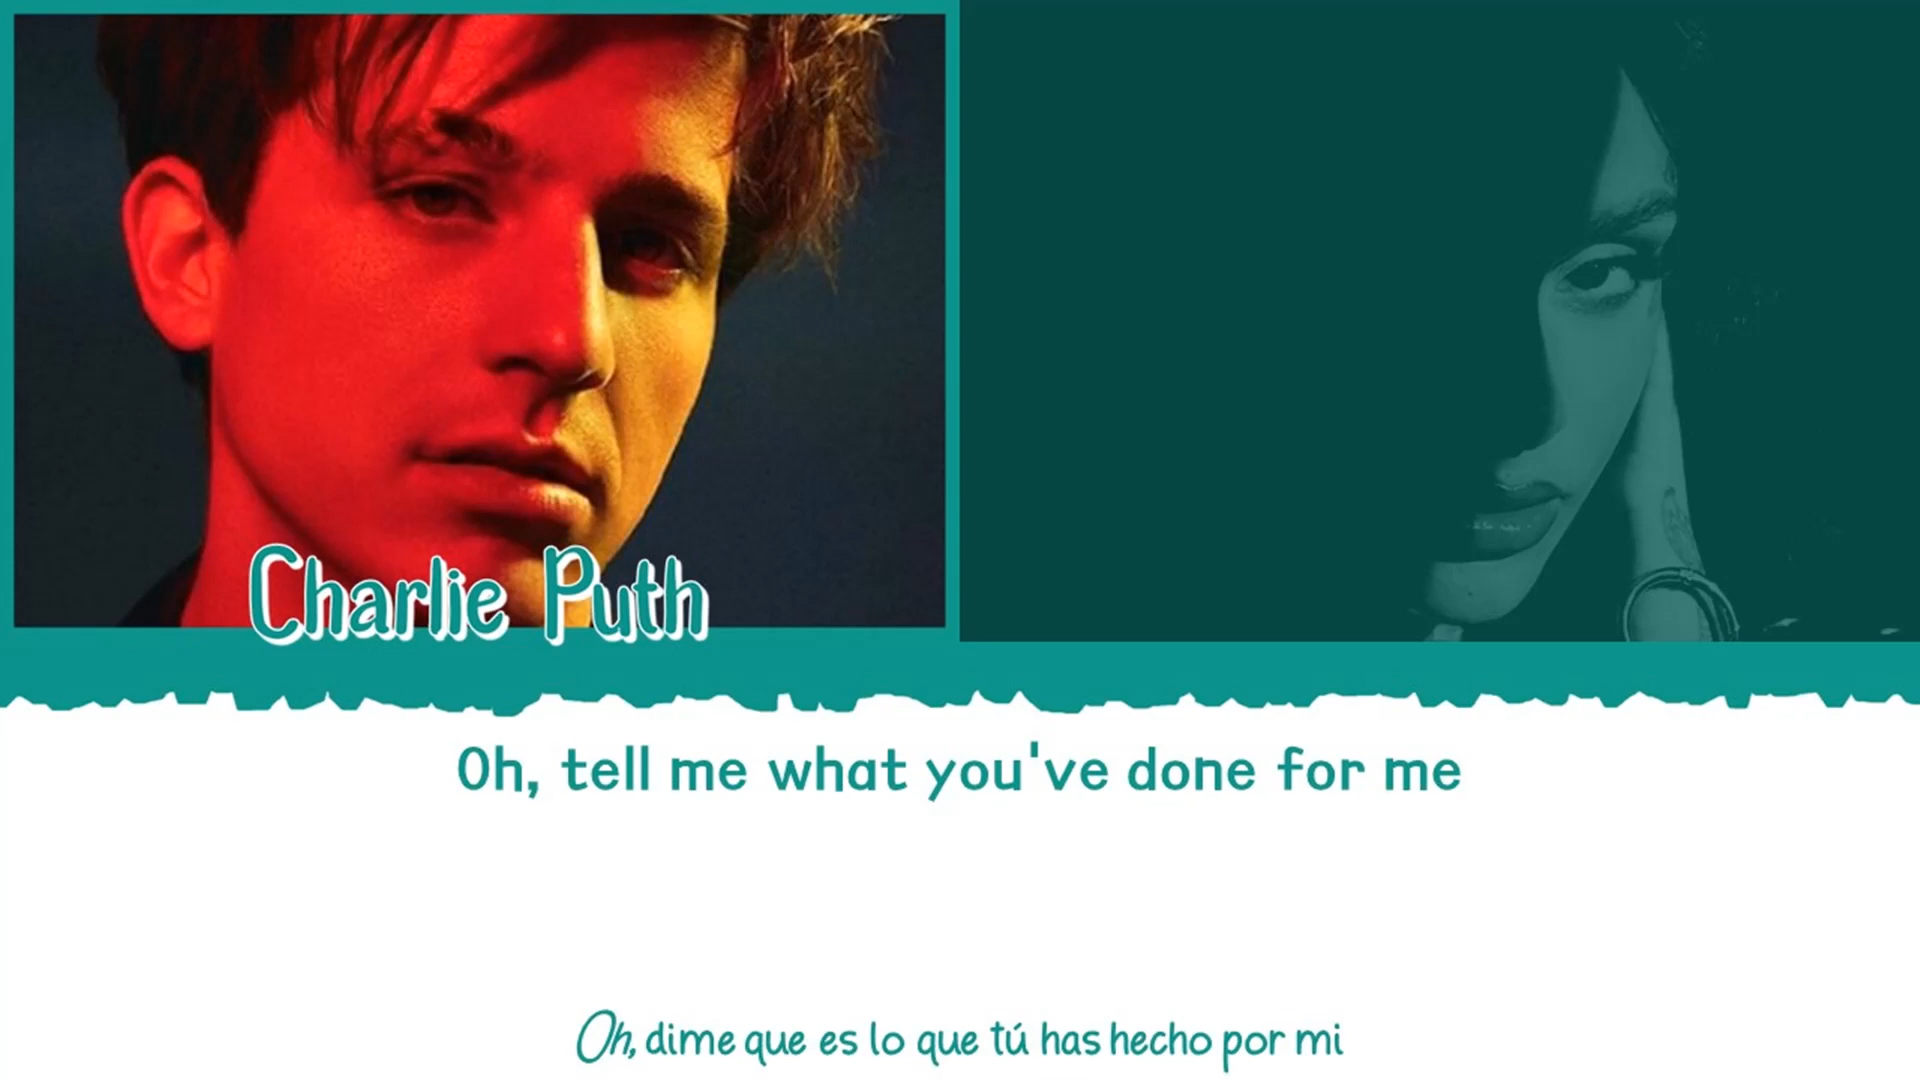 Charlie Puth
Oh, tell me what you've done for me
Oh, dime que es lo que tú has hecho por mi